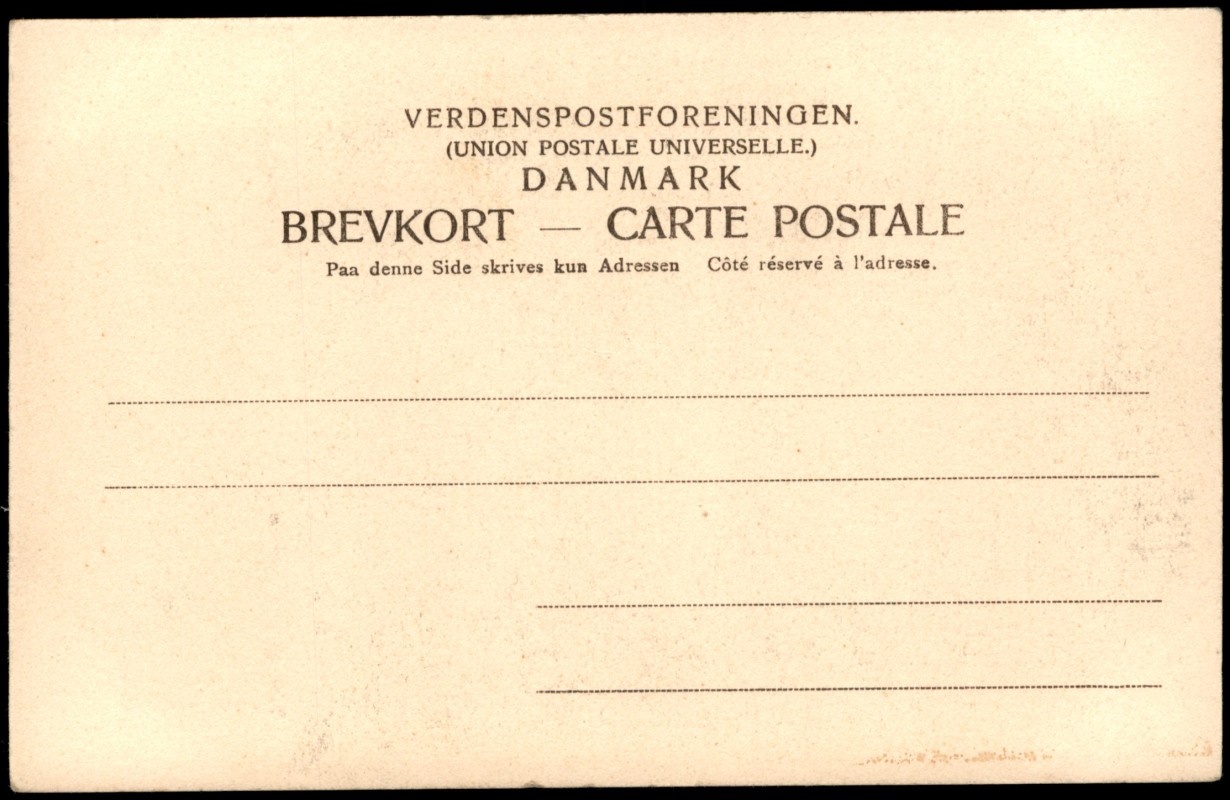 VERDENSPOSTFORENINGEN.
(UNION POSTALE UNIVERSELLE.)
DANMARK
BREVKORT — CARTE POSTALE
Paa denne Side skrives kun Adressen Côté réservé à l'adresse.